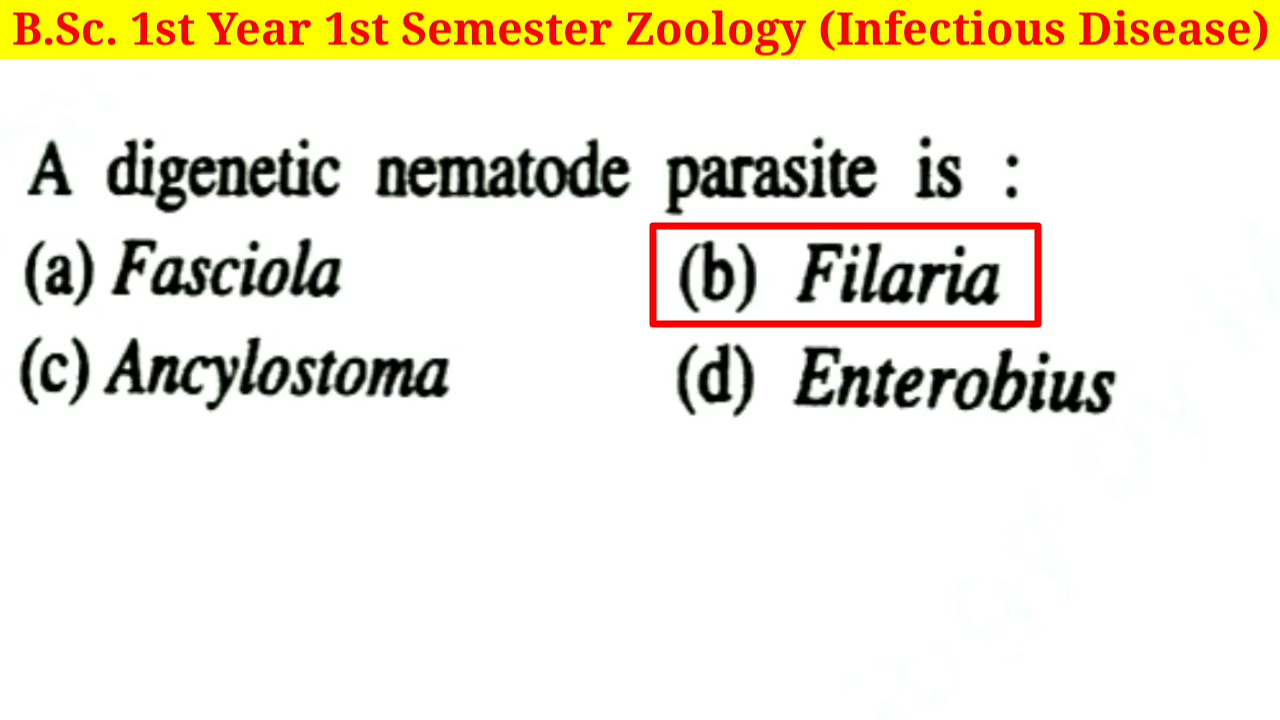 B.Sc. 1st Year 1st Semester Zoology (Infectious Disease)
A digenetic nematode parasite is :
(a) Fasciola (b) Filaria
(c) Ancylostoma (d) Enterobius